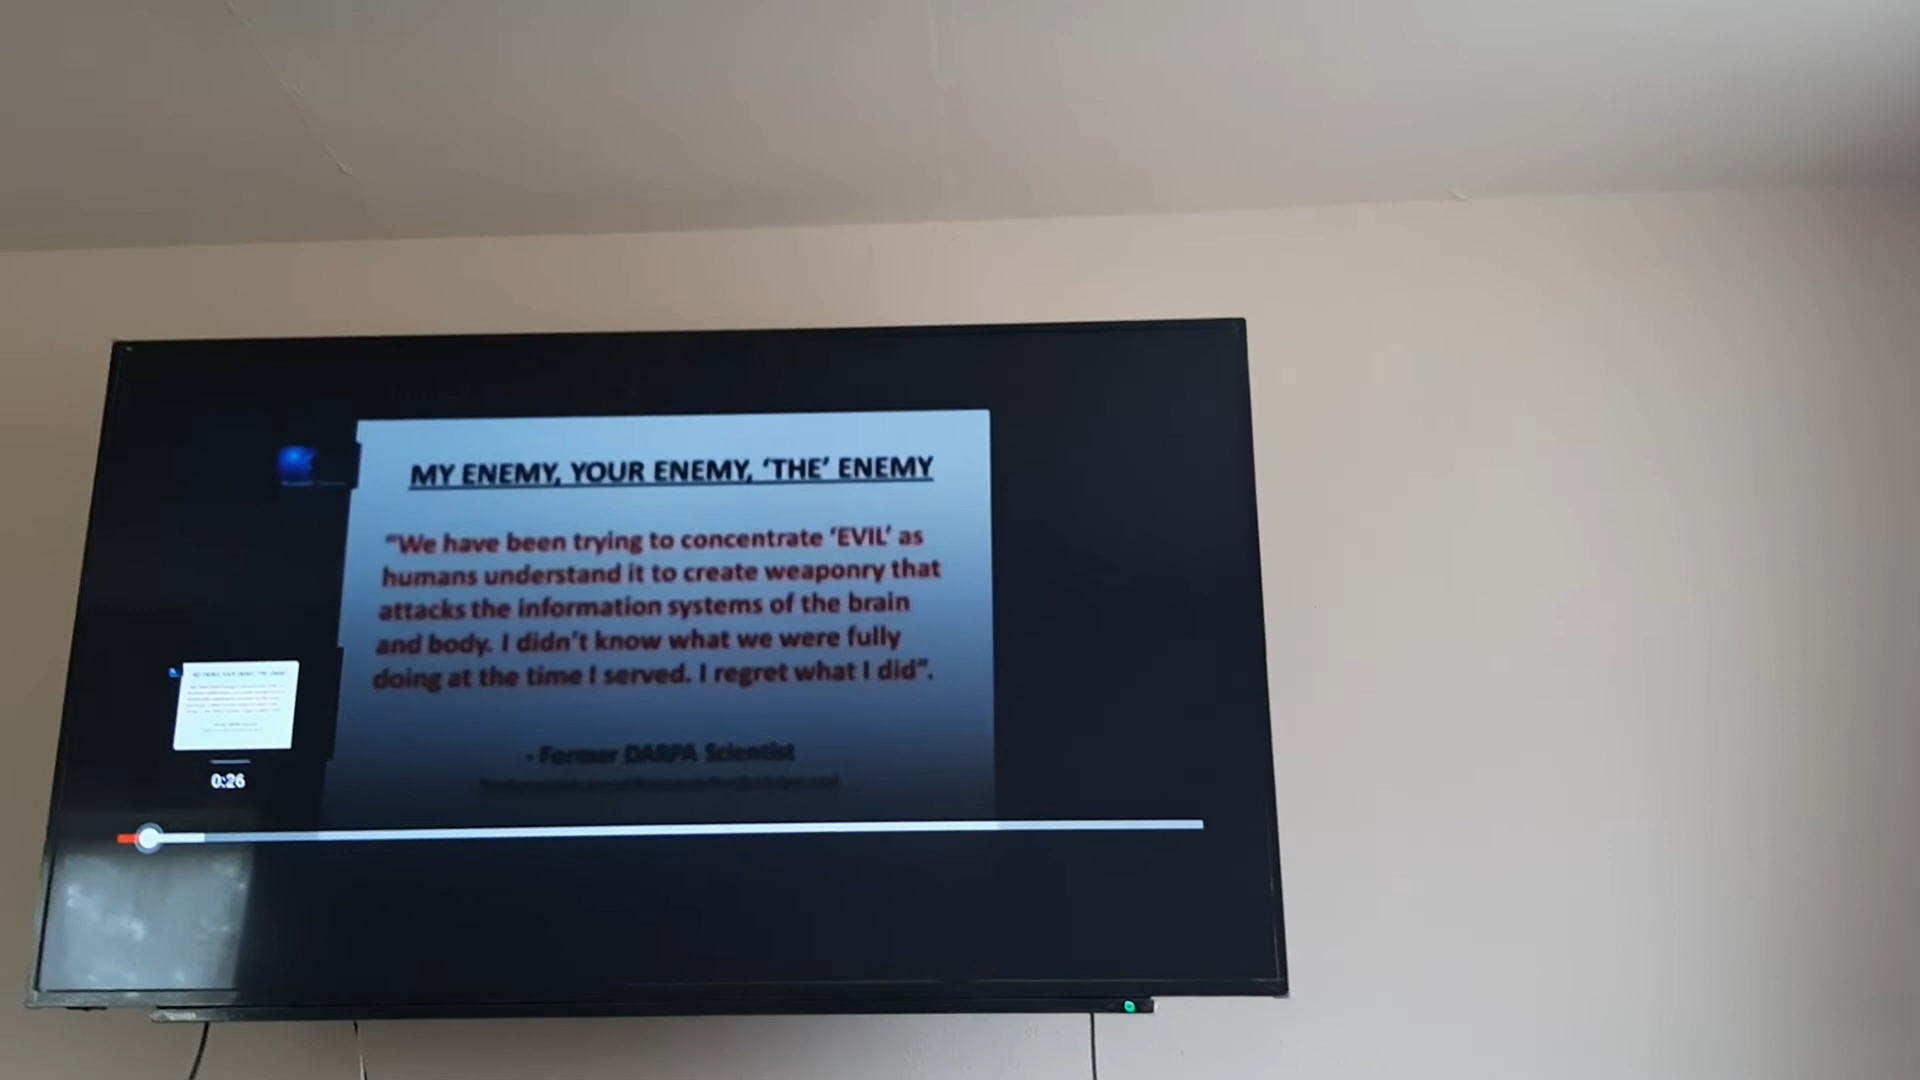 MY ENEMY, YOUR ENEMY, ‘THE’ ENEMY
“We have been trying to concentrate ‘EVIL’ as
humans understand it to create weaponry that
attacks the information systems of the brain
and body. I didn’t know what we were fully
doing at the time I served. I regret what I did”.
- Former DARPA Scientist
0:26